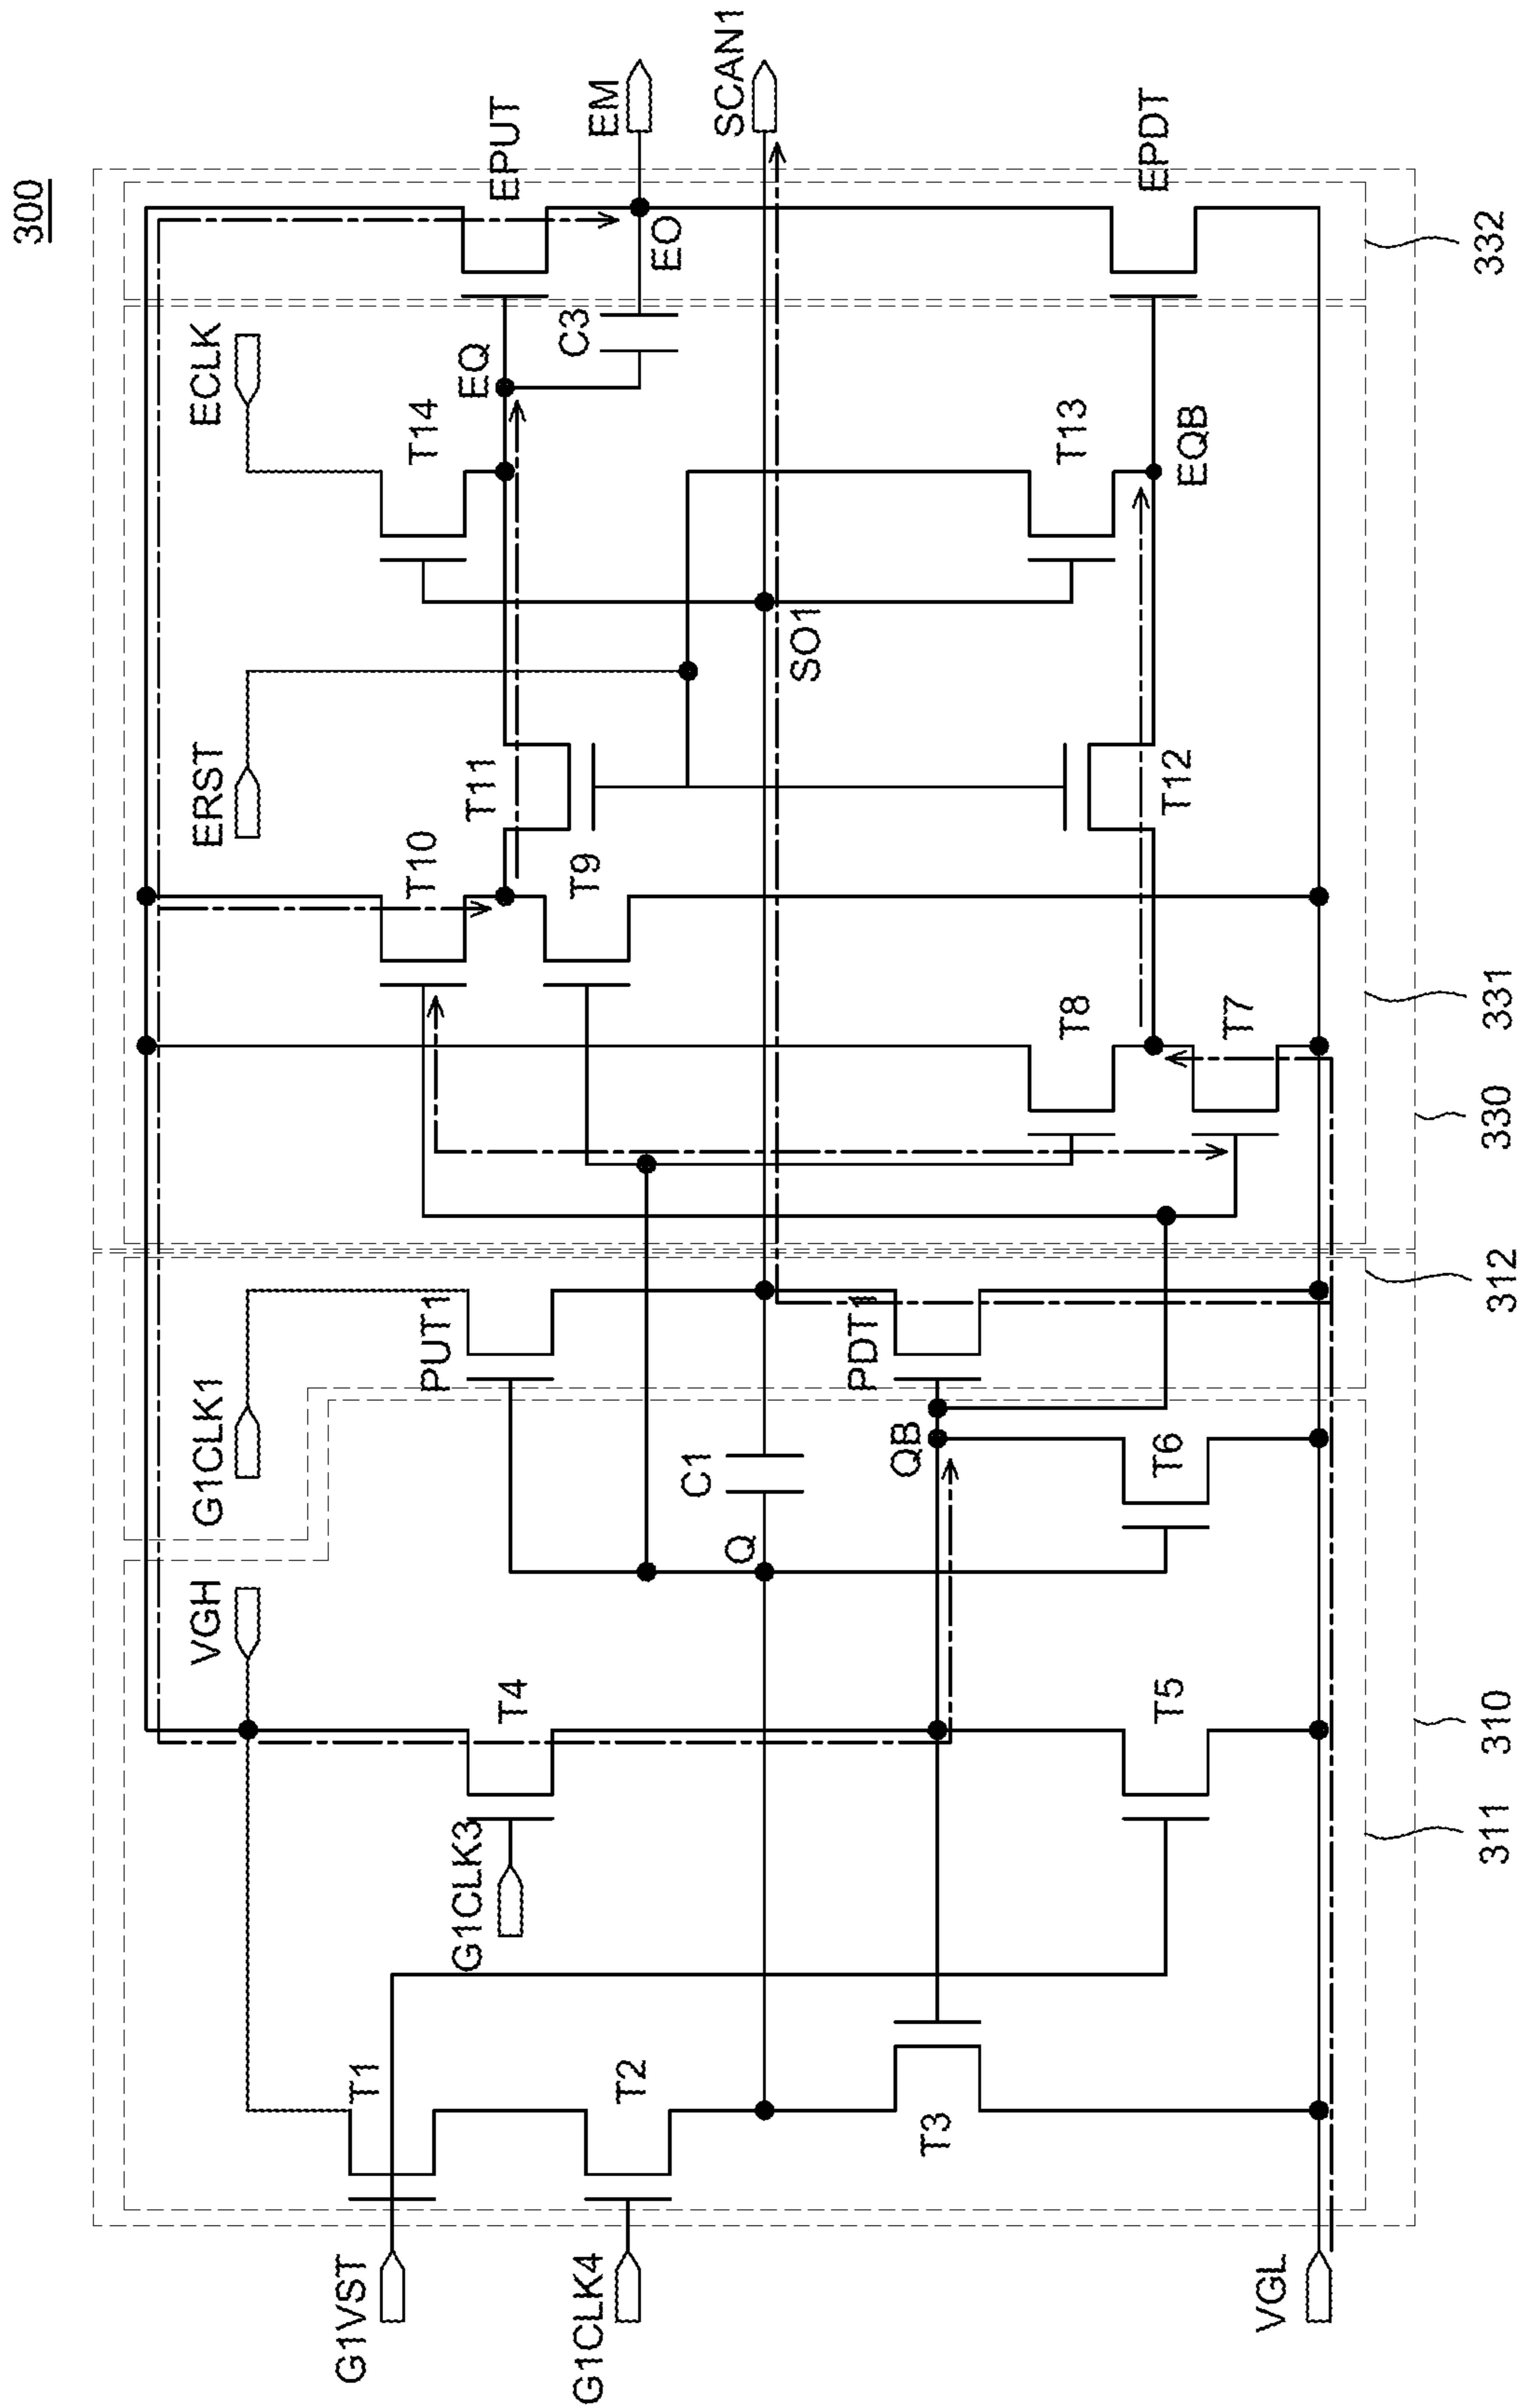 300
G1VST
G1CLK4
VGL
T1
T2
T3
G1CLK3
T4
T5
VGH
Q
C1
QB
T6
G1CLK1
PUT1
PDT1
T10
T9
T8
T7
ERST
T11
T12
SO1
ECLK
T14
T13
EQ
C3
EQB
EO
EPUT
EPDT
EM
SCAN1
311
310
312
330
331
332